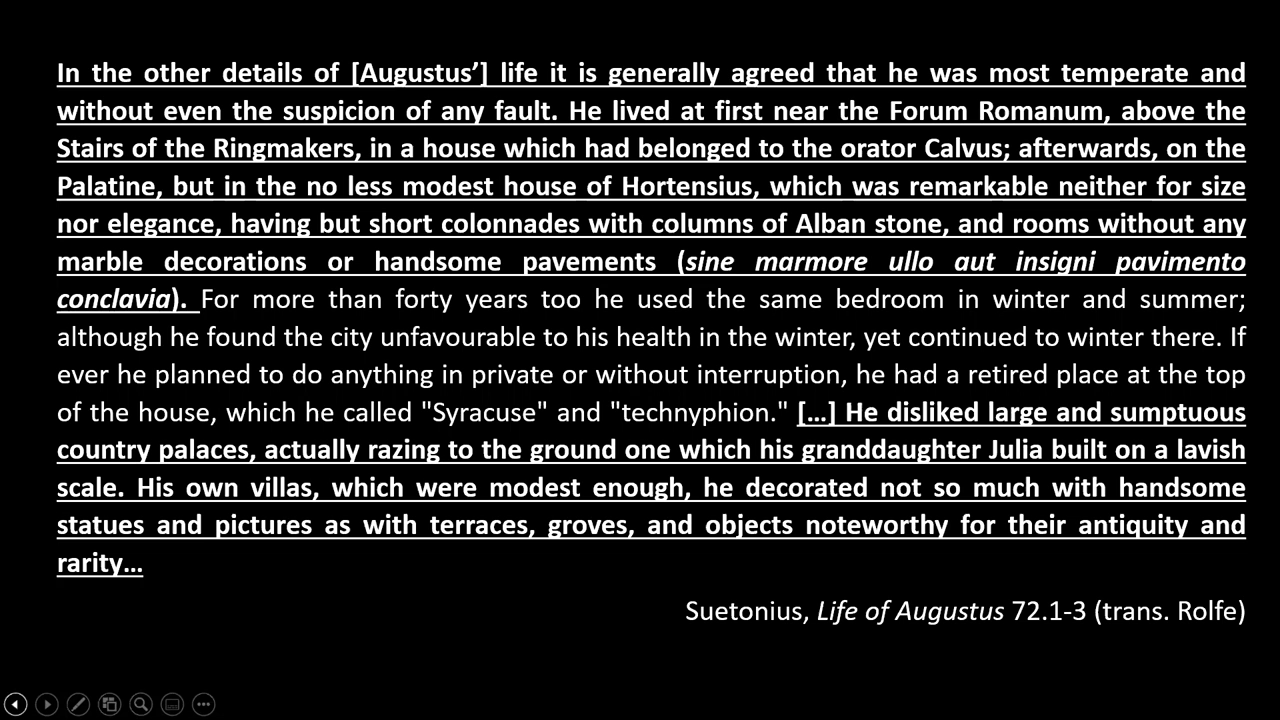 In the other details of [Augustus’] life it is generally agreed that he was most temperate and
without even the suspicion of any fault. He lived at first near the Forum Romanum, above the
Stairs of the Ringmakers, in a house which had belonged to the orator Calvus; afterwards, on the
Palatine, but in the no less modest house of Hortensius, which was remarkable neither for size
nor elegance, having but short colonnades with columns of Alban stone, and rooms without any
marble decorations or handsome pavements (sine marmore ullo aut insigni pavimento
conclavia). For more than forty years too he used the same bedroom in winter and summer;
although he found the city unfavourable to his health in the winter, yet continued to winter there. If
ever he planned to do anything in private or without interruption, he had a retired place at the top
of the house, which he called "Syracuse" and "technyphion." […] He disliked large and sumptuous
country palaces, actually razing to the ground one which his granddaughter Julia built on a lavish
scale. His own villas, which were modest enough, he decorated not so much with handsome
statues and pictures as with terraces, groves, and objects noteworthy for their antiquity and
rarity…
Suetonius, Life of Augustus 72.1-3 (trans. Rolfe)